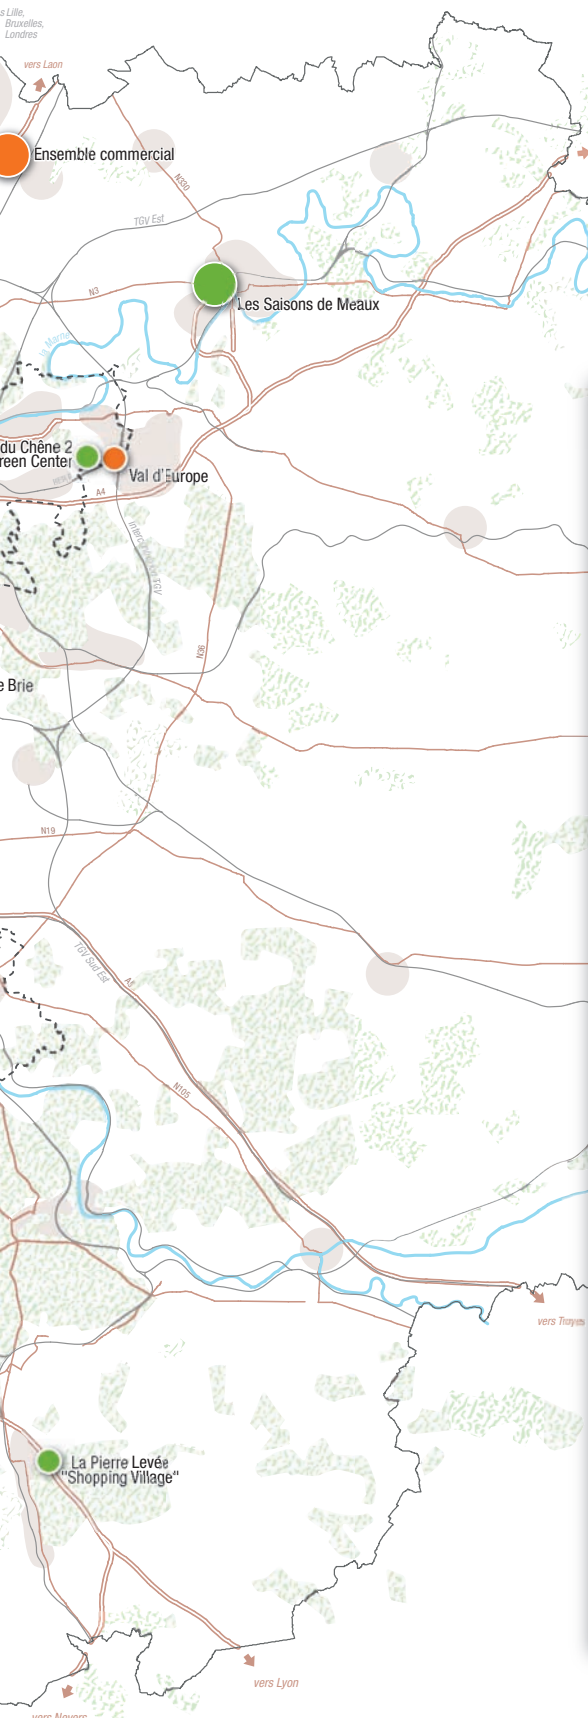 s Lille,
Bruxelles,
Londres
vers Laon
Ensemble commercial
N330
TGV Est
N3
Les Saisons de Meaux
la Marne
du Chêne 2
reen Center
Val d'Europe
RER A
A4
Interconnexion TGV
N36
e Brie
N19
TGV Sud Est
A5
N105
vers Troyes
La Pierre Levée
"Shopping Village"
vers Lyon
vers Nevers